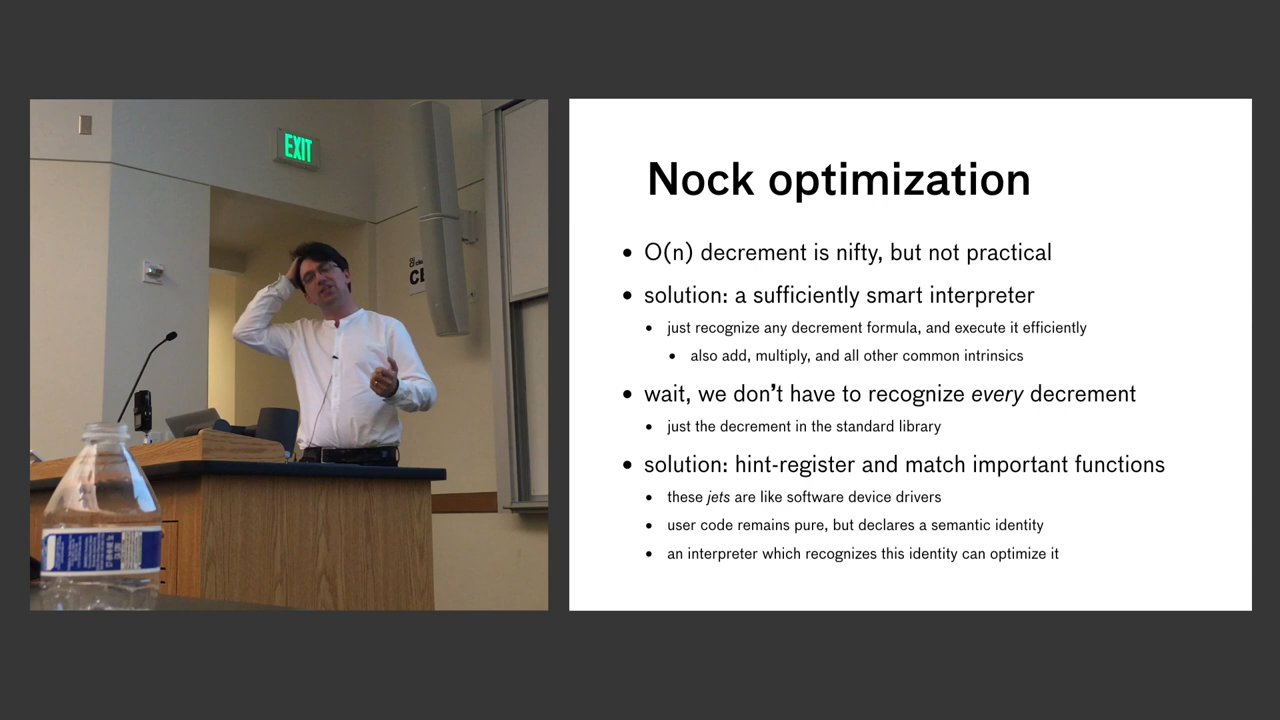 EXIT
Nock optimization
• O(n) decrement is nifty, but not practical
• solution: a sufficiently smart interpreter
• just recognize any decrement formula, and execute it efficiently
• also add, multiply, and all other common intrinsics
• wait, we don't have to recognize every decrement
• just the decrement in the standard library
• solution: hint-register and match important functions
• these jets are like software device drivers
• user code remains pure, but declares a semantic identity
• an interpreter which recognizes this identity can optimize it